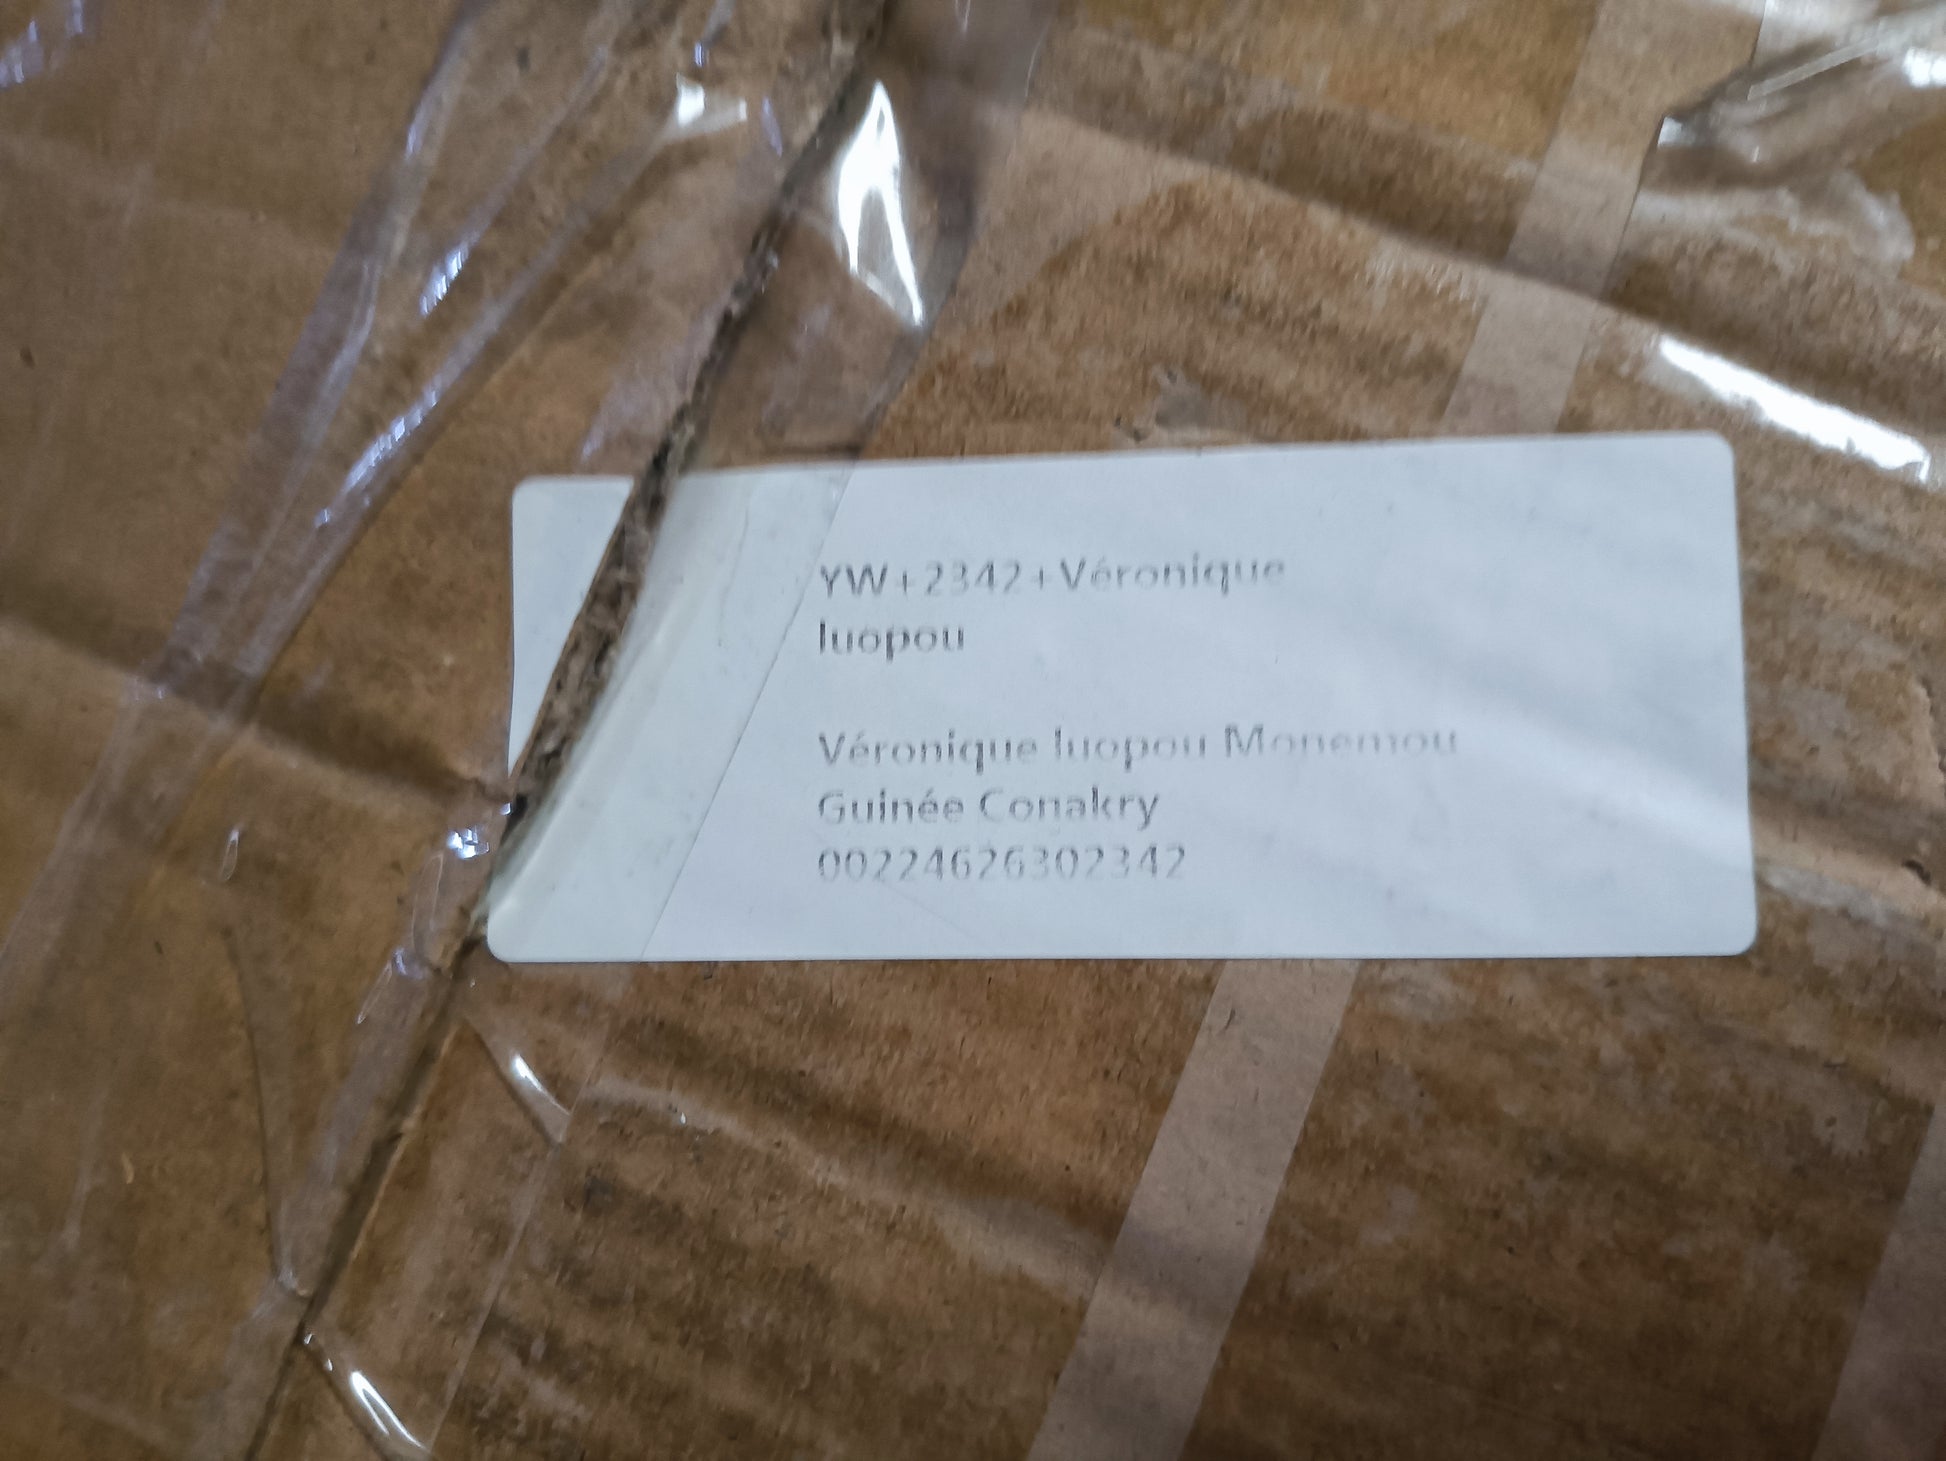 YW+2342+Véronique
luopou
Véronique luopou Monemou
Guinée Conakry
00224626302342